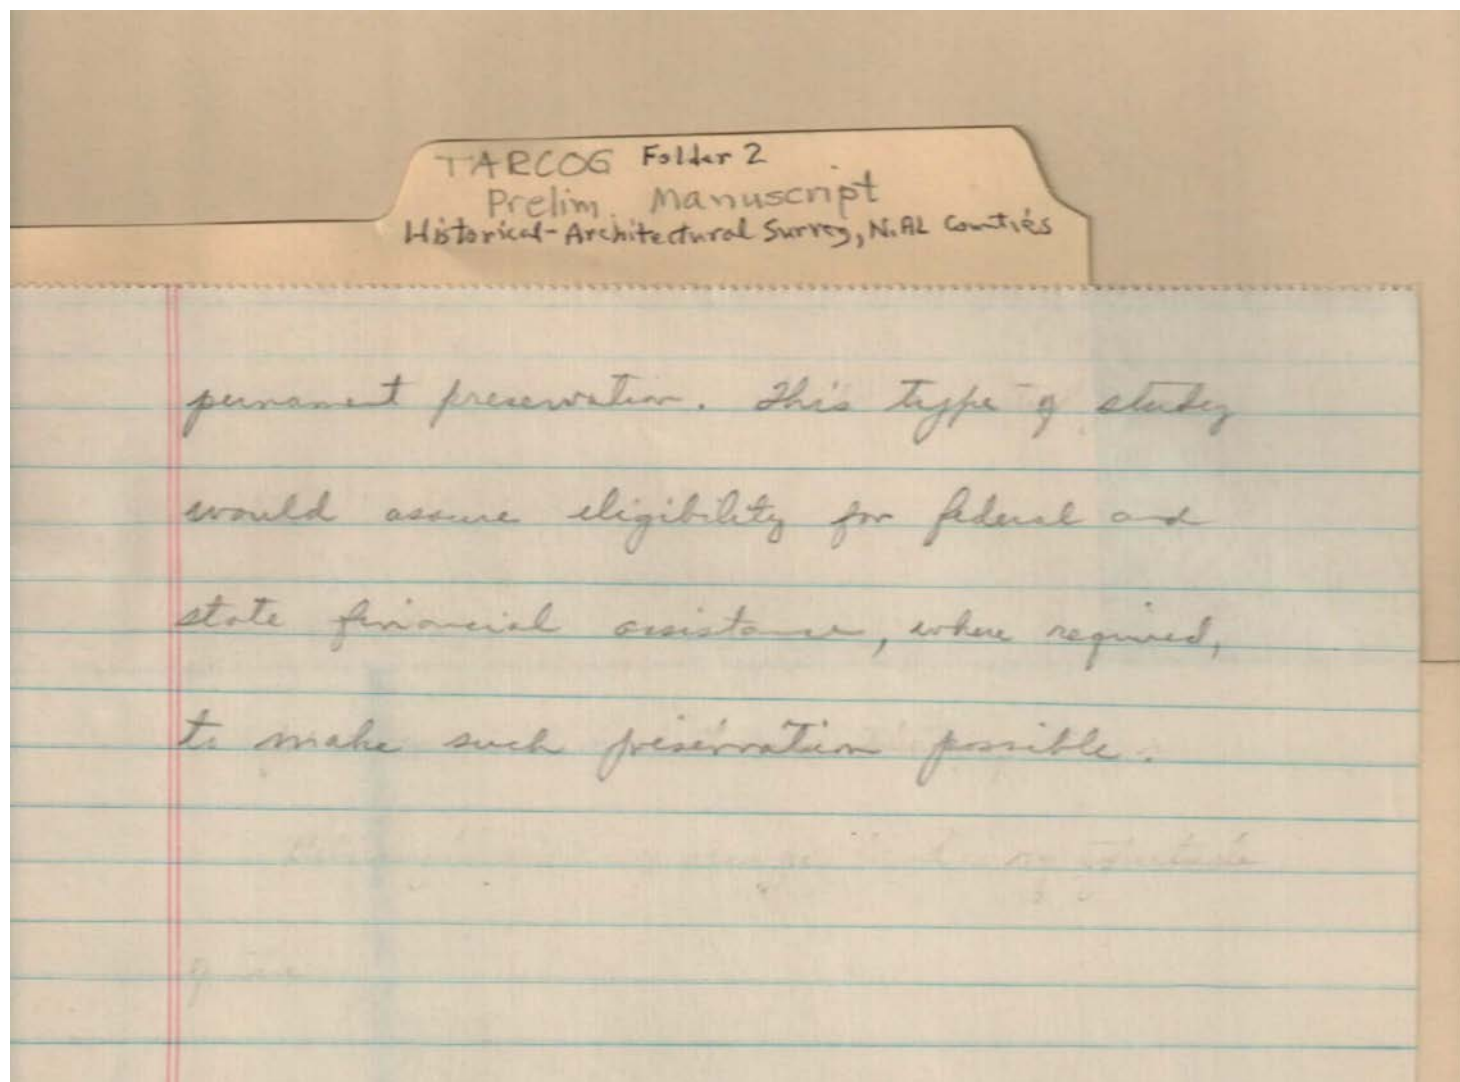 TARCOG Folder 2
Prelim. Manuscript
Historical-Architectural Survey, N. AL Counties
permanent preservation. This type of study
would assure eligibility for federal and
state financial assistance, where required,
to make such preservation possible.